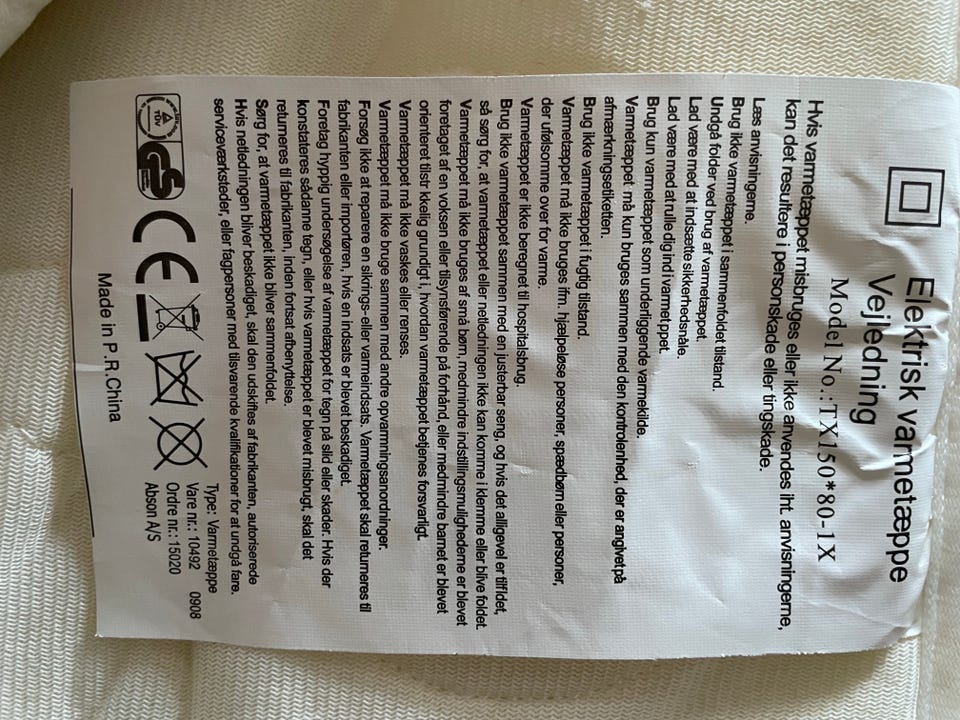 Elektrisk varmetæppe
Vejledning
Model No.:TX150*80-1X
Hvis varmetæppet misbruges eller ikke anvendes iht. anvisningerne,
kan det resultere i personskade eller tingskade.
Læs anvisningerne.
Brug ikke varmetæppet i sammenfoldet tilstand.
Undgå folder ved brug af varmetæppet.
Lad være med at indsætte sikkerhedsnåle.
Lad være med at rulle dig ind i varmet ppet.
Brug kun varmetæppet som underliggende varmekilde.
Varmetæppet må kun bruges sammen med den kontrolenhed, der er angivet på
afmærkningsetiketten.
Brug ikke varmetæppet i fugtig tilstand.
Varmetæppet må ikke bruges ifm. hjælpeløse personer, spædbørn eller personer,
der er ufølsomme over for varme.
Varmetæppet er ikke beregnet til hospitalsbrug.
Brug ikke varmetæppet sammen med en justerbar seng, og hvis det alligevel er tilfldet,
så sørg for, at varmetæppet eller netledningen ikke kan komme i klemme eller blive foldet.
Varmetæppet må ikke bruges af små børn, medmindre indstillingsmulighederne er blevet
foretaget af en voksen eller tilsynsførende på forhånd, eller medmindre barnet er blevet
orienteret tilstr kkelig grundigt i, hvordan varmetæppet betjenes forsvarligt.
Varmetæppet må ikke vaskes eller renses.
Varmetæppet må ikke bruge sammen med andre opvarmningsanordninger.
Forsøg ikke at reparere en sikrings- eller varmeindsats. Varmetæppet skal returneres til
fabrikanten eller importøren, hvis en indsats er blevet beskadiget.
Foretag hyppig undersøgelse af varmetæppet for tegn på slid eller skader. Hvis der
konstateres sådanne tegn, eller hvis varmetæppet er blevet misbrugt, skal det
returneres til fabrikanten, inden fortsat afbenyttelse.
Sørg for, at varmetæppet ikke bliver sammenfoldet.
Hvis netledningen bliver beskadiget, skal den udskiftes af fabrikanten, autoriserede
serviceværksteder, eller fagpersoner med tilsvarende kvalifikationer for at undgå fare.
Type: Varmetæppe
Vare nr.: 10492 0908
Ordre nr.: 15020
Abson A/S
TÜV GS CE
Made in P.R.China